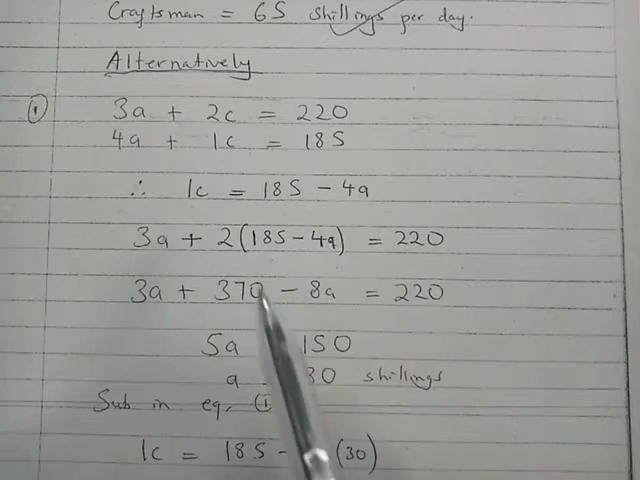 Craftsman = 65 shillings per day.
Alternatively
① 3a + 2c = 220
4a + 1c = 185
∴ 1c = 185 - 4a
3a + 2(185 - 4a) = 220
3a + 370 - 8a = 220
5a 150
a 30 shillings
Sub in eq. (1
1c = 185 - (30)